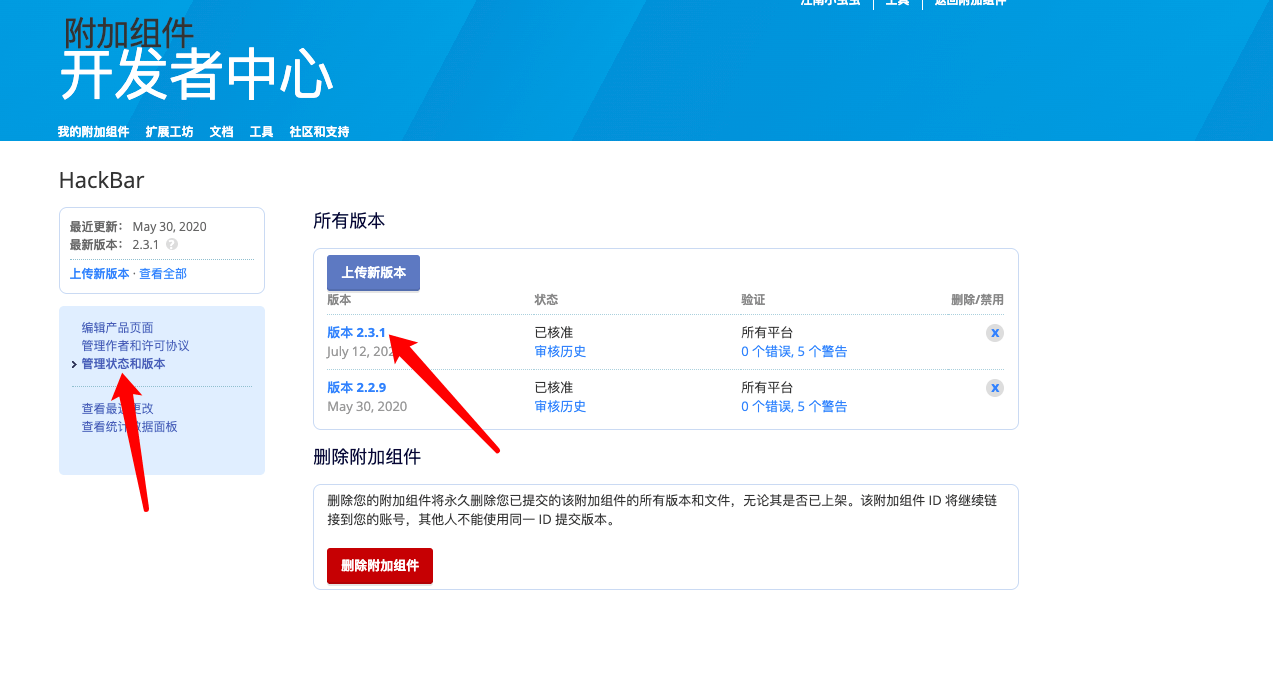 江南小虫虫 工具 返回附加组件
附加组件
开发者中心
我的附加组件 扩展工坊 文档 工具 社区和支持
HackBar
最近更新： May 30, 2020
最新版本： 2.3.1 ?
上传新版本 · 查看全部
编辑产品页面
管理作者和许可协议
管理状态和版本
查看最近更改
查看统计数据面板
所有版本
上传新版本
版本 状态 验证 删除/禁用
版本 2.3.1 已核准 所有平台 x
July 12, 202 审核历史 0 个错误, 5 个警告
版本 2.2.9 已核准 所有平台 x
May 30, 2020 审核历史 0 个错误, 5 个警告
删除附加组件
删除您的附加组件将永久删除您已提交的该附加组件的所有版本和文件，无论其是否已上架。该附加组件 ID 将继续链
接到您的账号，其他人不能使用同一 ID 提交版本。
删除附加组件